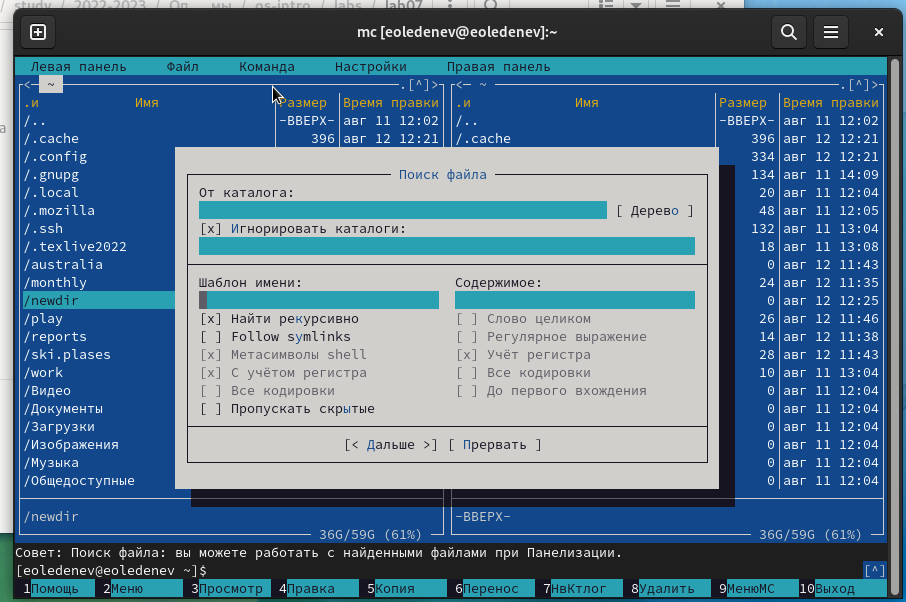 study / 2022-2023 / Оп / os-intro / labs / lab07
mc [eoledenev@eoledenev]:~
Левая панель Файл Команда Настройки Правая панель
<- ~ .[^]> <- ~ .[^]>
.и Имя Размер Время правки .и Имя Размер Время правки
/.. -ВВЕРХ- авг 11 12:02 /.. -ВВЕРХ- авг 11 12:02
/.cache 396 авг 12 12:21 /.cache 396 авг 12 12:21
/.config 334 авг 12 12:21
/.gnupg Поиск файла 134 авг 11 14:09
/.local От каталога: 20 авг 11 12:04
/.mozilla [ Дерево ] 48 авг 11 12:05
/.ssh [x] Игнорировать каталоги: 132 авг 11 13:04
/.texlive2022 18 авг 11 13:08
/australia 0 авг 12 11:43
/monthly Шаблон имени: Содержимое: 24 авг 12 11:35
/newdir 0 авг 12 12:25
/play [x] Найти рекурсивно [ ] Слово целиком 26 авг 12 11:46
/reports [ ] Follow symlinks [ ] Регулярное выражение 14 авг 12 11:38
/ski.plases [x] Метасимволы shell [x] Учёт регистра 28 авг 12 11:43
/work [x] С учётом регистра [ ] Все кодировки 10 авг 11 13:04
/Видео [ ] Все кодировки [ ] До первого вхождения 0 авг 11 12:04
/Документы [ ] Пропускать скрытые 0 авг 11 12:04
/Загрузки 0 авг 11 12:04
/Изображения [< Дальше >] [ Прервать ] 0 авг 11 12:04
/Музыка 0 авг 11 12:04
/Общедоступные 0 авг 11 12:04
/newdir -ВВЕРХ-
36G/59G (61%) 36G/59G (61%)
Совет: Поиск файла: вы можете работать с найденными файлами при Панелизации.
[eoledenev@eoledenev ~]$ [^]
1Помощь 2Меню 3Просмотр 4Правка 5Копия 6Перенос 7НвКтлог 8Удалить 9МенюМС 10Выход